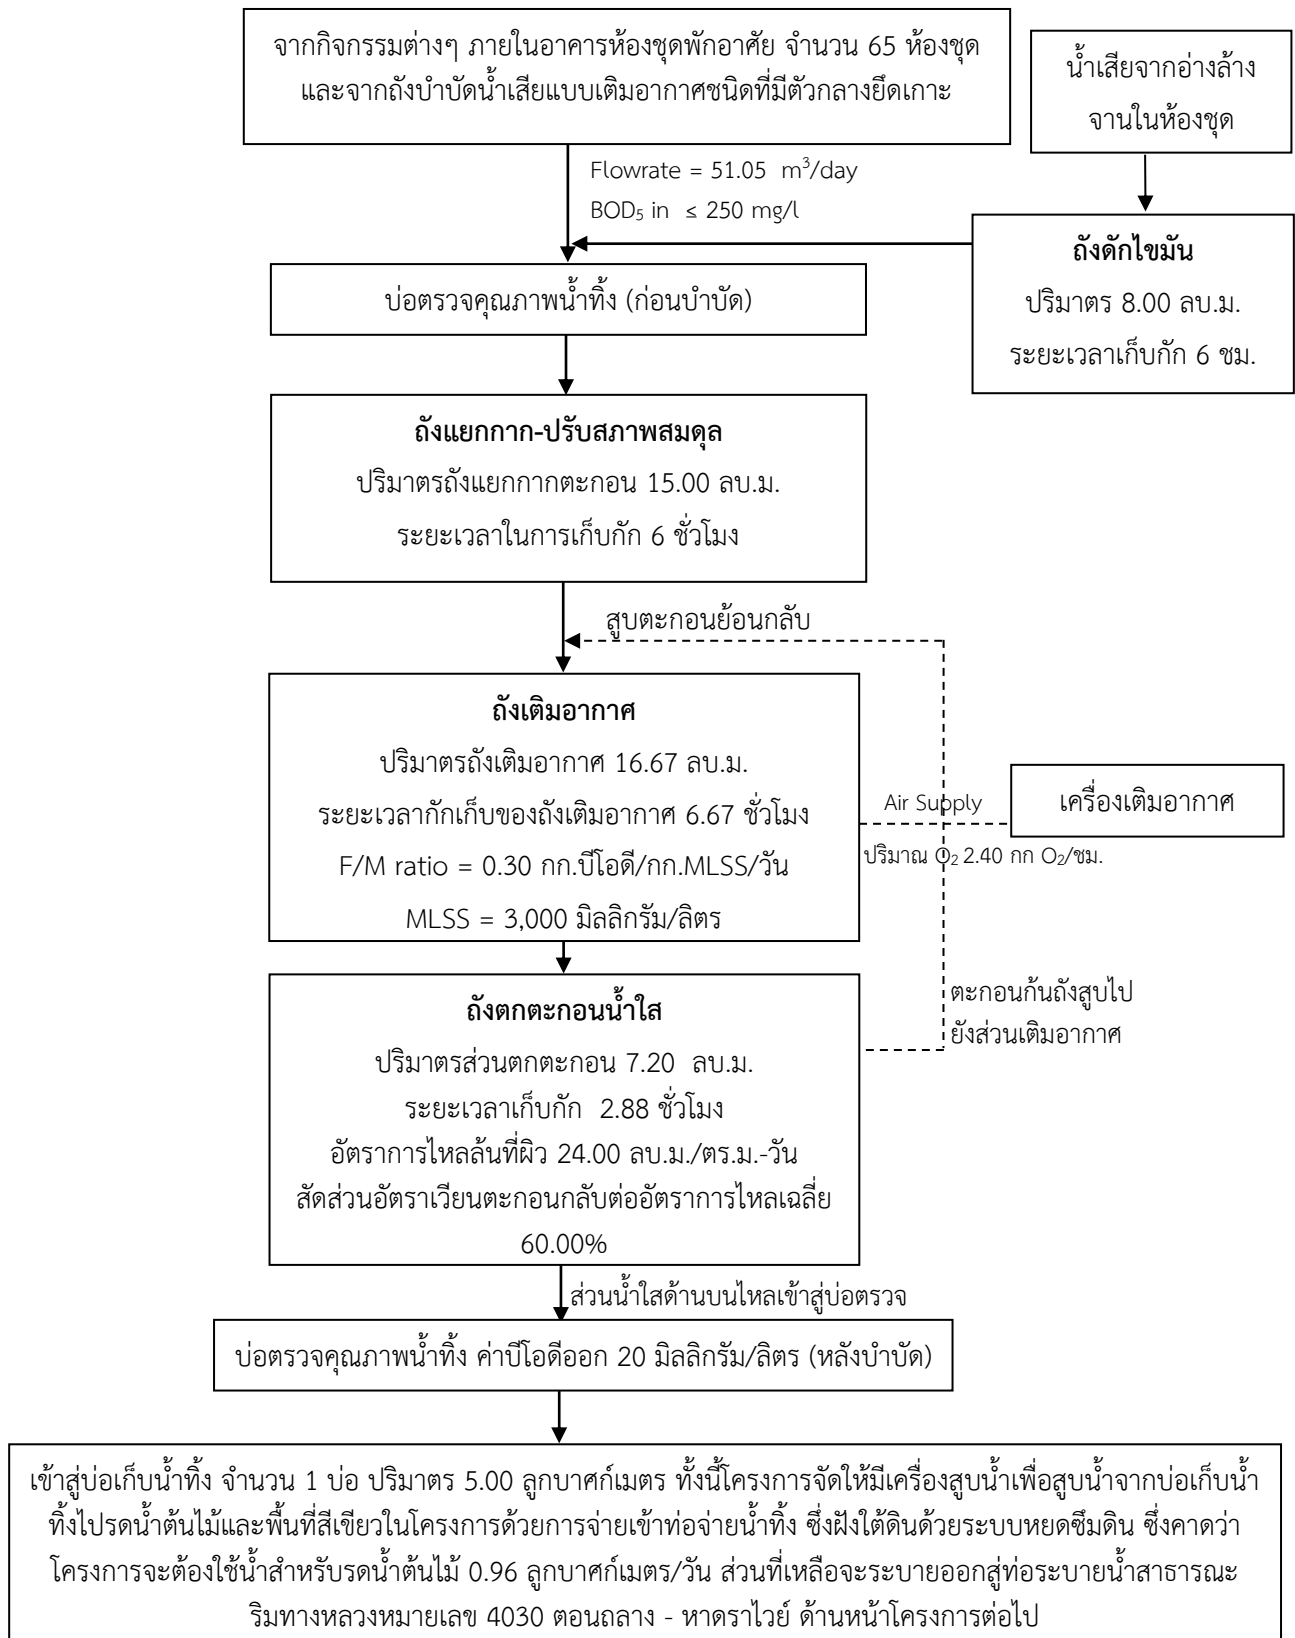 จากกิจกรรมต่างๆ ภายในอาคารห้องชุดพักอาศัย จำนวน 65 ห้องชุด
และจากถังบำบัดน้ำเสียแบบเติมอากาศชนิดที่มีตัวกลางยึดเกาะ
น้ำเสียจากอ่างล้าง
จานในห้องชุด
Flowrate = 51.05 m³/day
BOD₅ in ≤ 250 mg/l
ถังดักไขมัน
ปริมาตร 8.00 ลบ.ม.
ระยะเวลาเก็บกัก 6 ชม.
บ่อตรวจคุณภาพน้ำทิ้ง (ก่อนบำบัด)
ถังแยกกาก-ปรับสภาพสมดุล
ปริมาตรถังแยกกากตะกอน 15.00 ลบ.ม.
ระยะเวลาในการเก็บกัก 6 ชั่วโมง
สูบตะกอนย้อนกลับ
ถังเติมอากาศ
ปริมาตรถังเติมอากาศ 16.67 ลบ.ม.
ระยะเวลากักเก็บของถังเติมอากาศ 6.67 ชั่วโมง
F/M ratio = 0.30 กก.บีโอดี/กก.MLSS/วัน
MLSS = 3,000 มิลลิกรัม/ลิตร
Air Supply
เครื่องเติมอากาศ
ปริมาณ O₂ 2.40 กก O₂/ชม.
ถังตกตะกอนน้ำใส
ปริมาตรส่วนตกตะกอน 7.20 ลบ.ม.
ระยะเวลาเก็บกัก 2.88 ชั่วโมง
อัตราการไหลล้นที่ผิว 24.00 ลบ.ม./ตร.ม.-วัน
สัดส่วนอัตราเวียนตะกอนกลับต่ออัตราการไหลเฉลี่ย
60.00%
ตะกอนก้นถังสูบไป
ยังส่วนเติมอากาศ
ส่วนน้ำใสด้านบนไหลเข้าสู่บ่อตรวจ
บ่อตรวจคุณภาพน้ำทิ้ง ค่าบีโอดีออก 20 มิลลิกรัม/ลิตร (หลังบำบัด)
เข้าสู่บ่อเก็บน้ำทิ้ง จำนวน 1 บ่อ ปริมาตร 5.00 ลูกบาศก์เมตร ทั้งนี้โครงการจัดให้มีเครื่องสูบน้ำเพื่อสูบน้ำจากบ่อเก็บน้ำ
ทิ้งไปรดน้ำต้นไม้และพื้นที่สีเขียวในโครงการด้วยการจ่ายเข้าท่อจ่ายน้ำทิ้ง ซึ่งฝังใต้ดินด้วยระบบหยดซึมดิน ซึ่งคาดว่า
โครงการจะต้องใช้น้ำสำหรับรดน้ำต้นไม้ 0.96 ลูกบาศก์เมตร/วัน ส่วนที่เหลือจะระบายออกสู่ท่อระบายน้ำสาธารณะ
ริมทางหลวงหมายเลข 4030 ตอนถลาง - หาดราไวย์ ด้านหน้าโครงการต่อไป